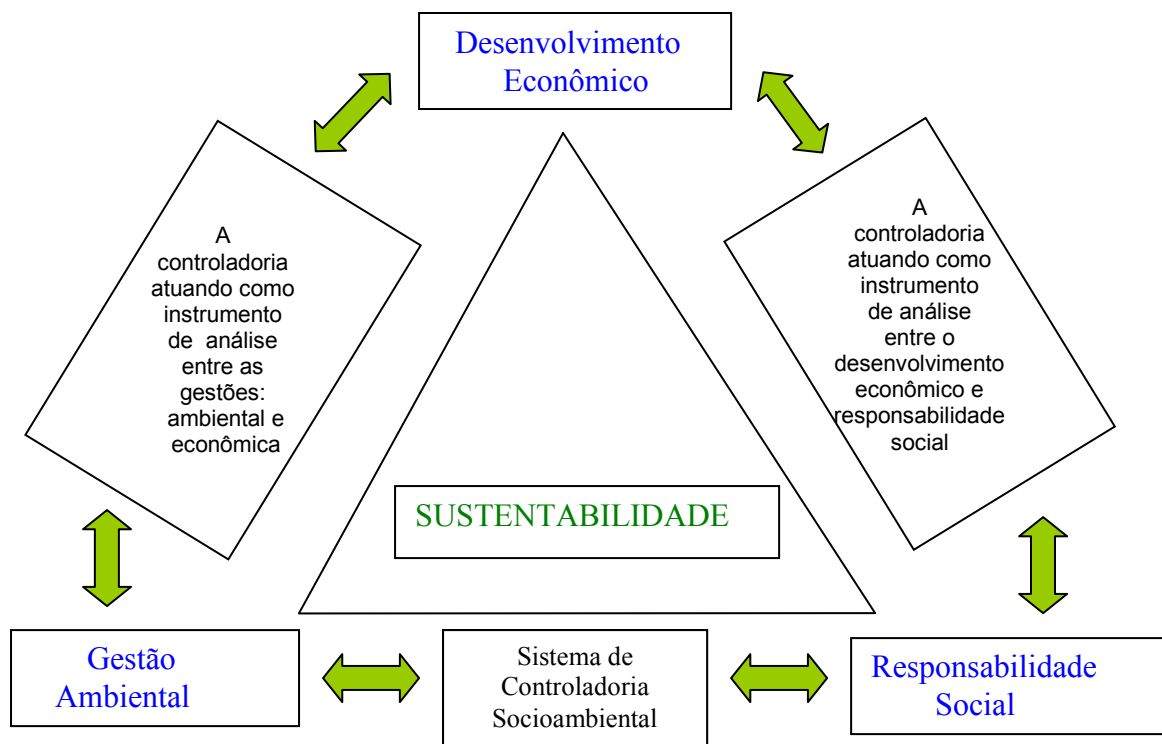 Desenvolvimento
Econômico
A
controladoria
atuando como
instrumento
de análise
entre as
gestões:
ambiental e
econômica
A
controladoria
atuando como
instrumento
de análise
entre o
desenvolvimento
econômico e
responsabilidade
social
SUSTENTABILIDADE
Gestão
Ambiental
Sistema de
Controladoria
Socioambiental
Responsabilidade
Social